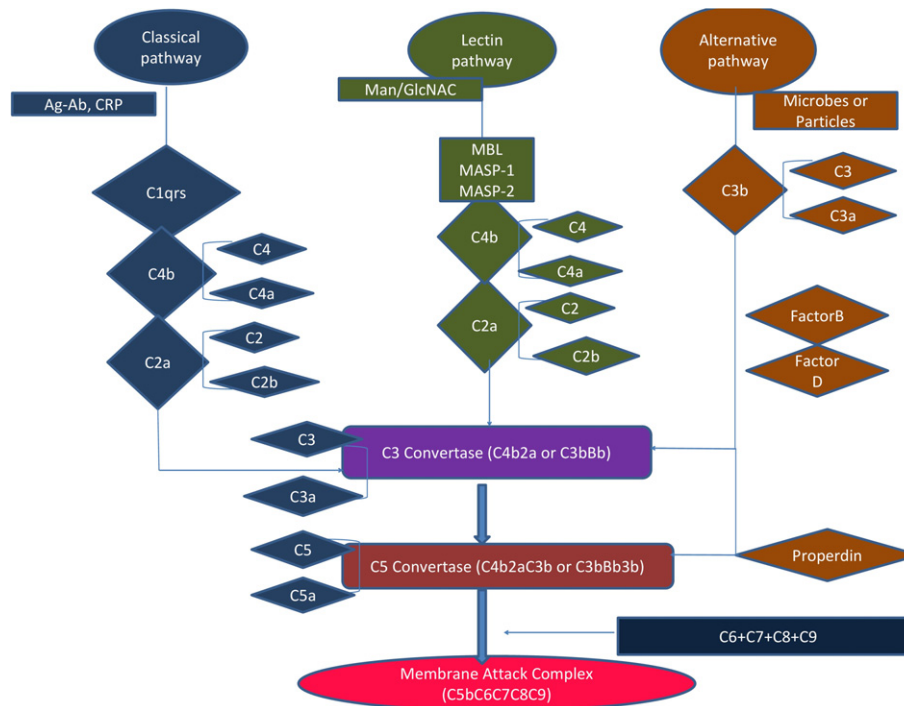 Classical
pathway
Lectin
pathway
Alternative
pathway
Ag-Ab, CRP
Man/GlcNAC
Microbes or
Particles
C1qrs
MBL
MASP-1
MASP-2
C3b
C3
C3a
C4b
C4
C4a
C4b
C4
C4a
C2a
C2
C2b
C2a
C2
C2b
FactorB
Factor
D
C3
C3 Convertase (C4b2a or C3bBb)
C3a
C5
C5 Convertase (C4b2aC3b or C3bBb3b)
C5a
Properdin
C6+C7+C8+C9
Membrane Attack Complex
(C5bC6C7C8C9)